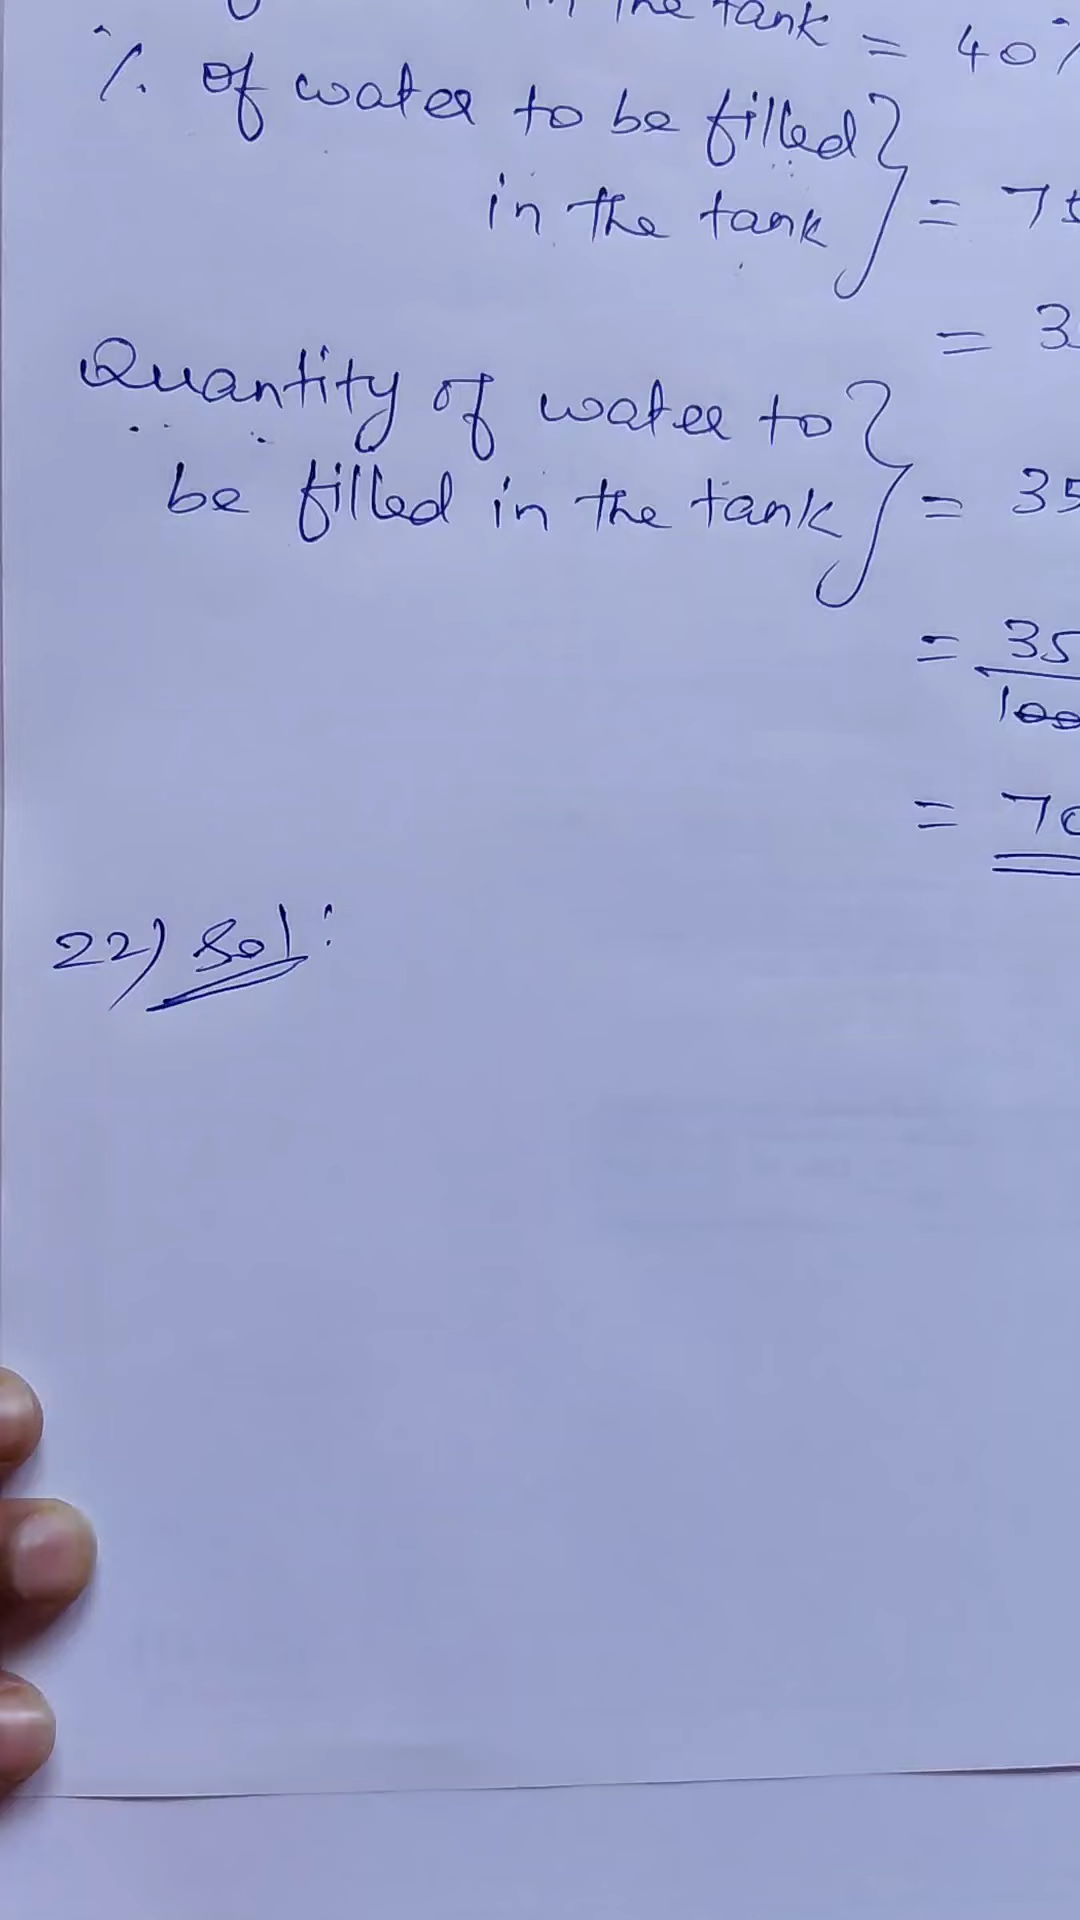 in the tank = 40%
% of water to be filled
in the tank } = 75
= 3
Quantity of water to
be filled in the tank } = 35
= 35
100
= 70
22) Sol: